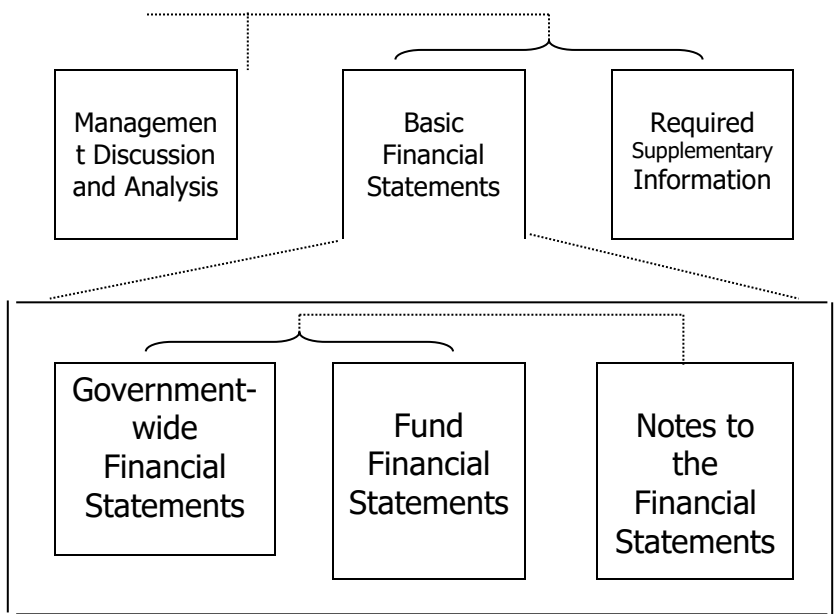 Managemen
t Discussion
and Analysis
Basic
Financial
Statements
Required
Supplementary
Information
Government-
wide
Financial
Statements
Fund
Financial
Statements
Notes to
the
Financial
Statements